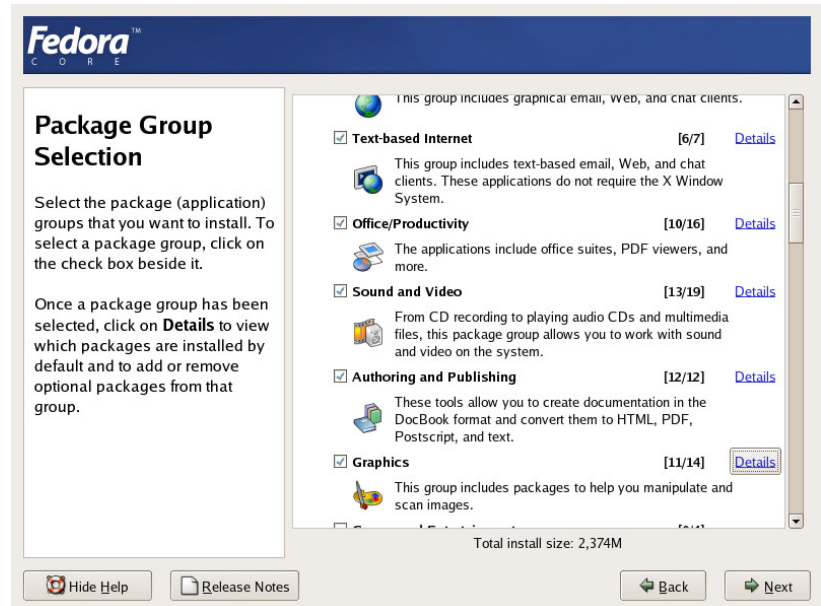 Fedora™
CORE
Package Group
Selection
Select the package (application)
groups that you want to install. To
select a package group, click on
the check box beside it.
Once a package group has been
selected, click on Details to view
which packages are installed by
default and to add or remove
optional packages from that
group.
This group includes graphical email, Web, and chat clients.
Text-based Internet [6/7] Details
This group includes text-based email, Web, and chat
clients. These applications do not require the X Window
System.
Office/Productivity [10/16] Details
The applications include office suites, PDF viewers, and
more.
Sound and Video [13/19] Details
From CD recording to playing audio CDs and multimedia
files, this package group allows you to work with sound
and video on the system.
Authoring and Publishing [12/12] Details
These tools allow you to create documentation in the
DocBook format and convert them to HTML, PDF,
Postscript, and text.
Graphics [11/14] Details
This group includes packages to help you manipulate and
scan images.
Total install size: 2,374M
Hide Help
Release Notes
Back
Next